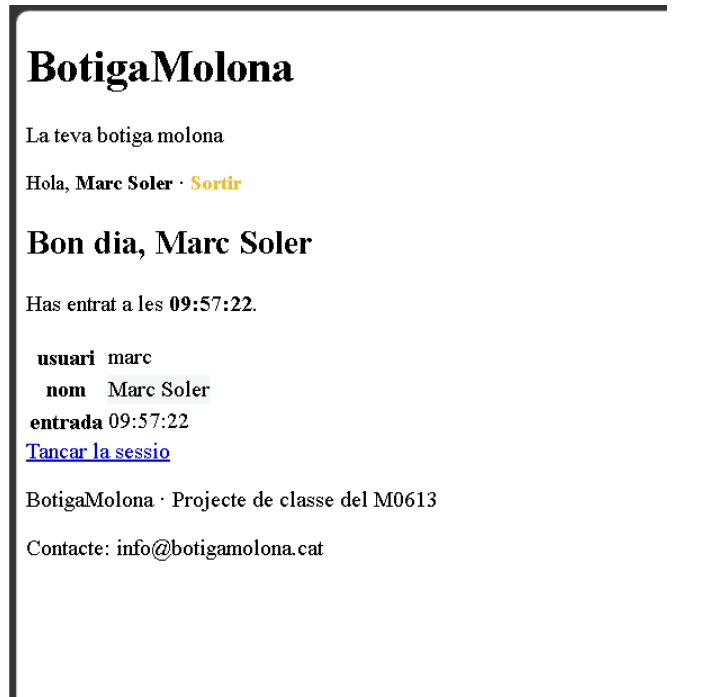 BotigaMolona
La teva botiga molona
Hola, Marc Soler · Sortir
Bon dia, Marc Soler
Has entrat a les 09:57:22.
usuari marc
nom Marc Soler
entrada 09:57:22
Tancar la sessio
BotigaMolona · Projecte de classe del M0613
Contacte: info@botigamolona.cat